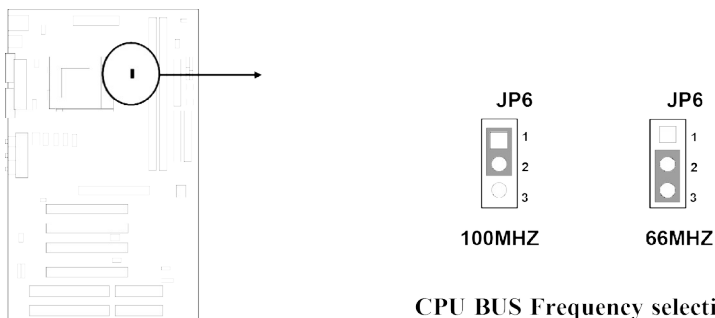 JP6
1
2
3
100MHZ
JP6
1
2
3
66MHZ
CPU BUS Frequency selecti